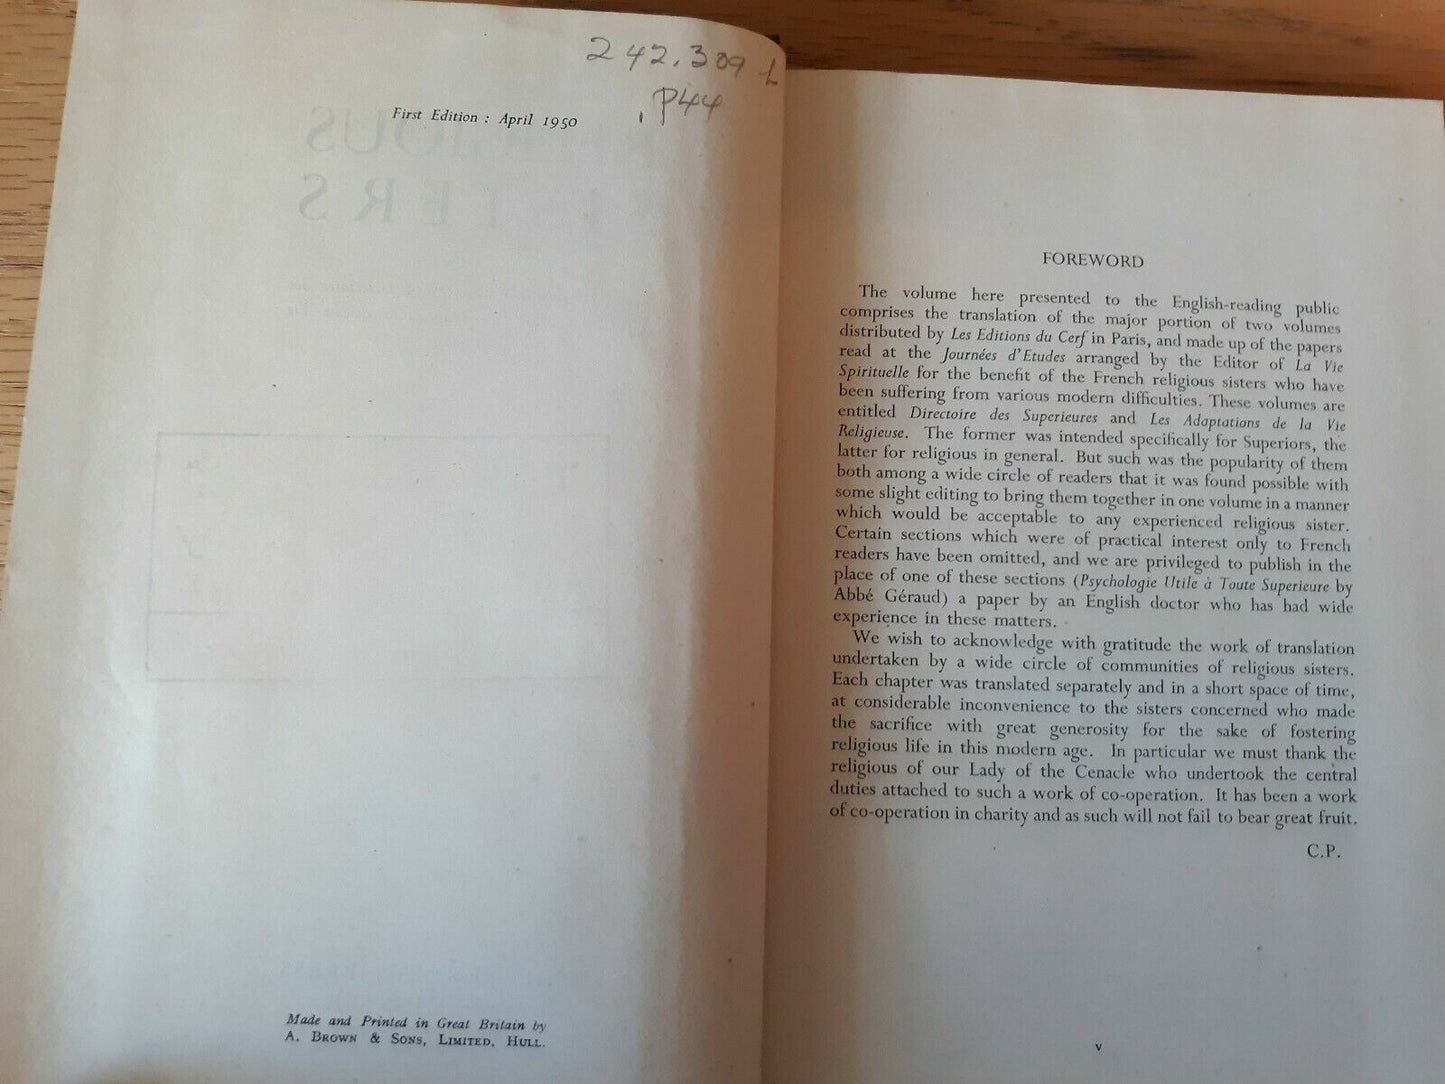 242.309 L
.P44
First Edition : April 1950
Made and Printed in Great Britain by
A. Brown & Sons, Limited, Hull.
FOREWORD
The volume here presented to the English-reading public
comprises the translation of the major portion of two volumes
distributed by Les Editions du Cerf in Paris, and made up of the papers
read at the Journées d'Etudes arranged by the Editor of La Vie
Spirituelle for the benefit of the French religious sisters who have
been suffering from various modern difficulties. These volumes are
entitled Directoire des Superieures and Les Adaptations de la Vie
Religieuse. The former was intended specifically for Superiors, the
latter for religious in general. But such was the popularity of them
both among a wide circle of readers that it was found possible with
some slight editing to bring them together in one volume in a manner
which would be acceptable to any experienced religious sister.
Certain sections which were of practical interest only to French
readers have been omitted, and we are privileged to publish in the
place of one of these sections (Psychologie Utile à Toute Superieure by
Abbé Géraud) a paper by an English doctor who has had wide
experience in these matters.
We wish to acknowledge with gratitude the work of translation
undertaken by a wide circle of communities of religious sisters.
Each chapter was translated separately and in a short space of time,
at considerable inconvenience to the sisters concerned who made
the sacrifice with great generosity for the sake of fostering
religious life in this modern age. In particular we must thank the
religious of our Lady of the Cenacle who undertook the central
duties attached to such a work of co-operation. It has been a work
of co-operation in charity and as such will not fail to bear great fruit.
C.P.
v